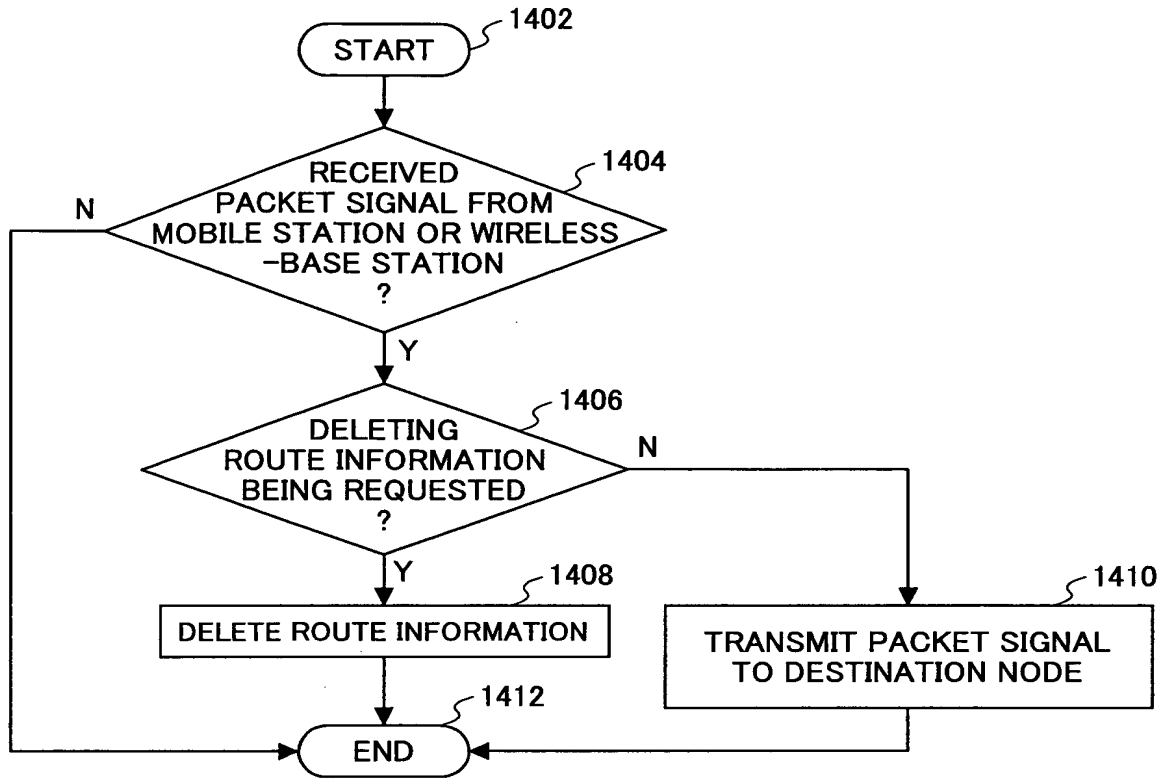 1402
START
1404
RECEIVED
PACKET SIGNAL FROM
MOBILE STATION OR WIRELESS
-BASE STATION
?
N
Y
1406
DELETING
ROUTE INFORMATION
BEING REQUESTED
?
N
Y
1408
DELETE ROUTE INFORMATION
1410
TRANSMIT PACKET SIGNAL
TO DESTINATION NODE
1412
END